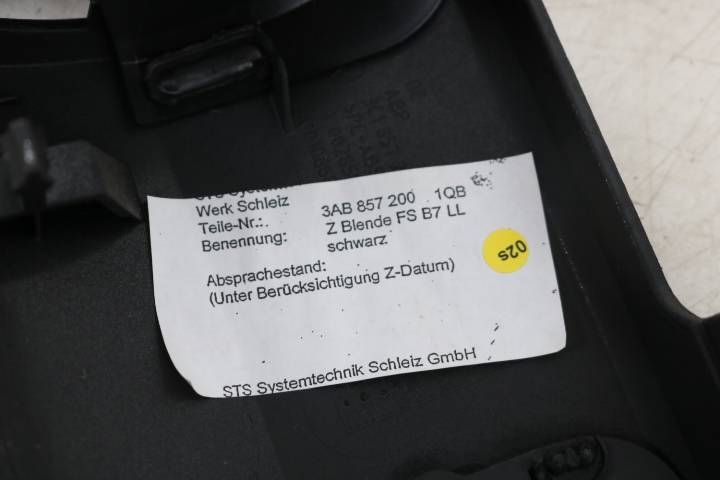 Werk Schleiz
Teile-Nr.: 3AB 857 200 1QB
Benennung: Z Blende FS B7 LL
schwarz
Absprachestand:
(Unter Berücksichtigung Z-Datum)
STS Systemtechnik Schleiz GmbH
02s